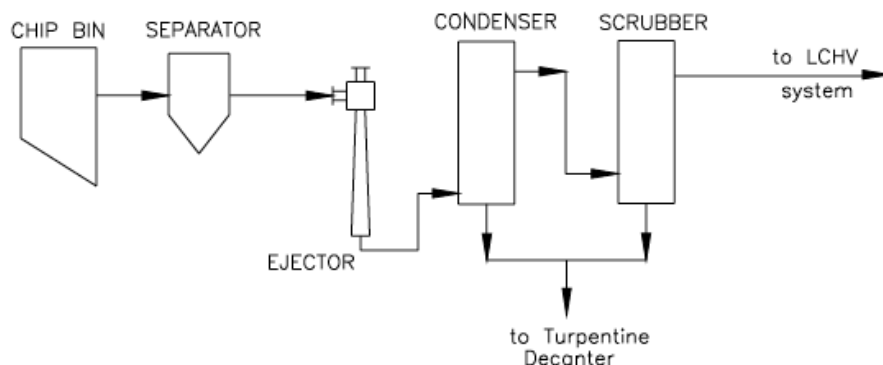 CHIP BIN
SEPARATOR
CONDENSER
SCRUBBER
to LCHV
system
EJECTOR
to Turpentine
Decanter